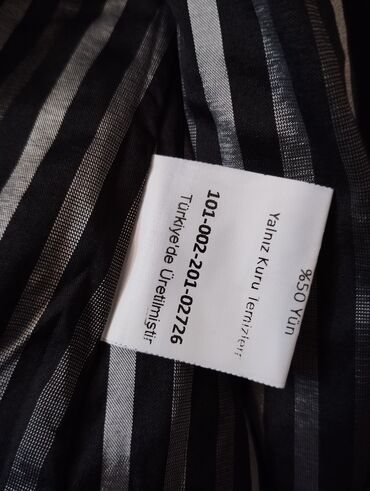 %50 Yün
Yalnız Kuru Temizleme
101-002-201-02726
Türkiye'de Üretilmiştir